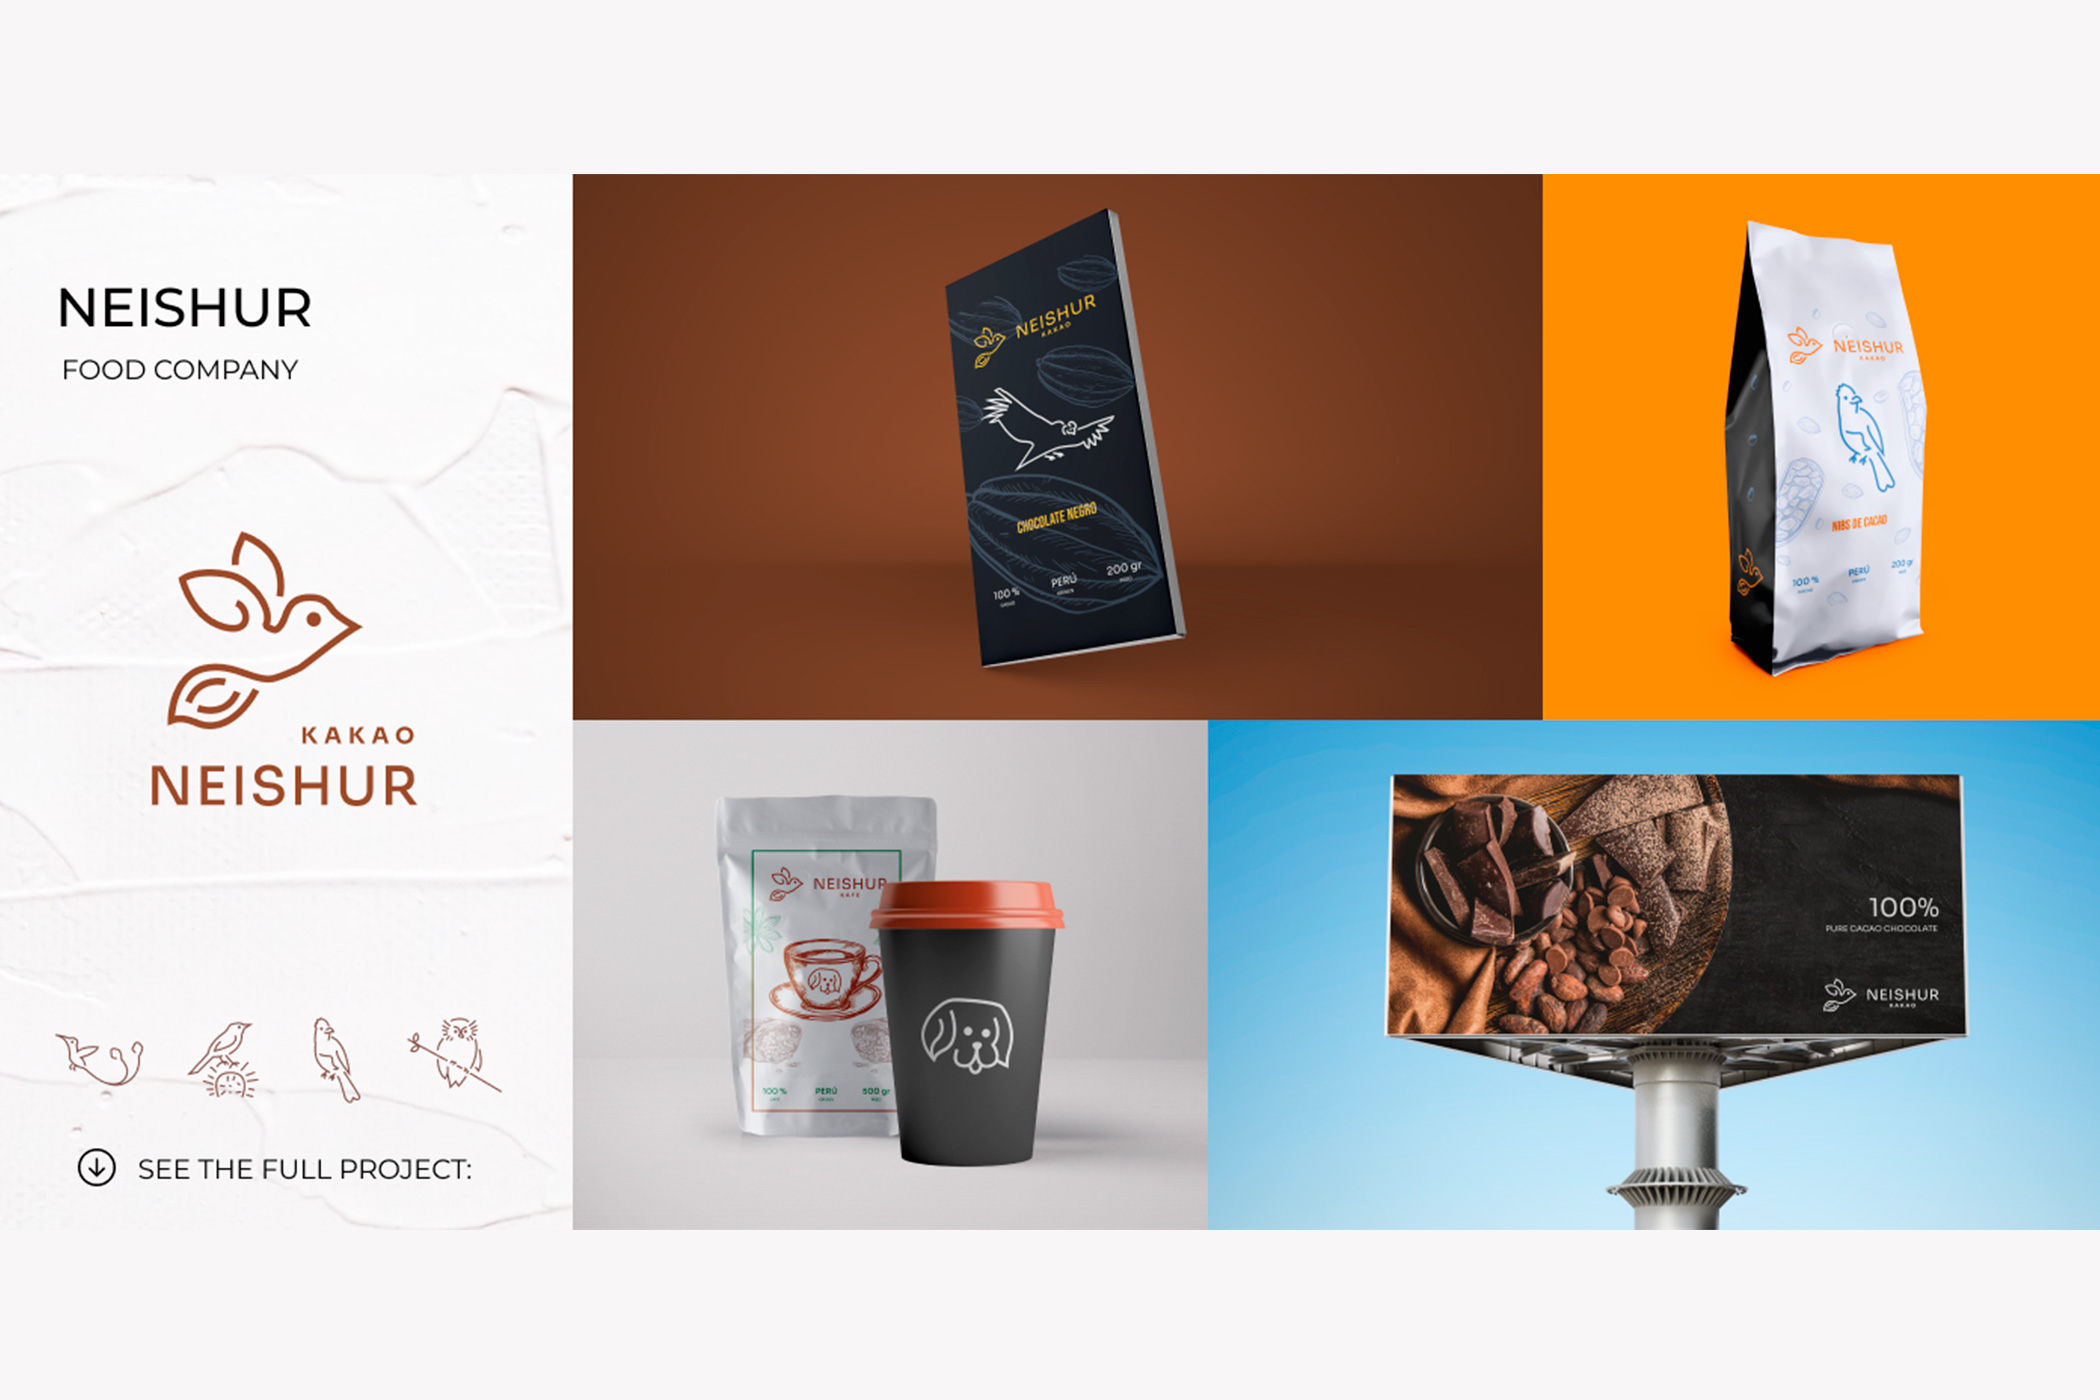 NEISHUR
FOOD COMPANY
KAKAO
NEISHUR
SEE THE FULL PROJECT:
NEISHUR
KAKAO
CHOCOLATE NEGRO
100 %
PERÚ
200 gr
NEISHUR
KAKAO
NIBS DE CACAO
100 %
PERÚ
200 gr
NEISHUR
KAFE
100 %
PERÚ
500 gr
100%
PURE CACAO CHOCOLATE
NEISHUR
KAKAO